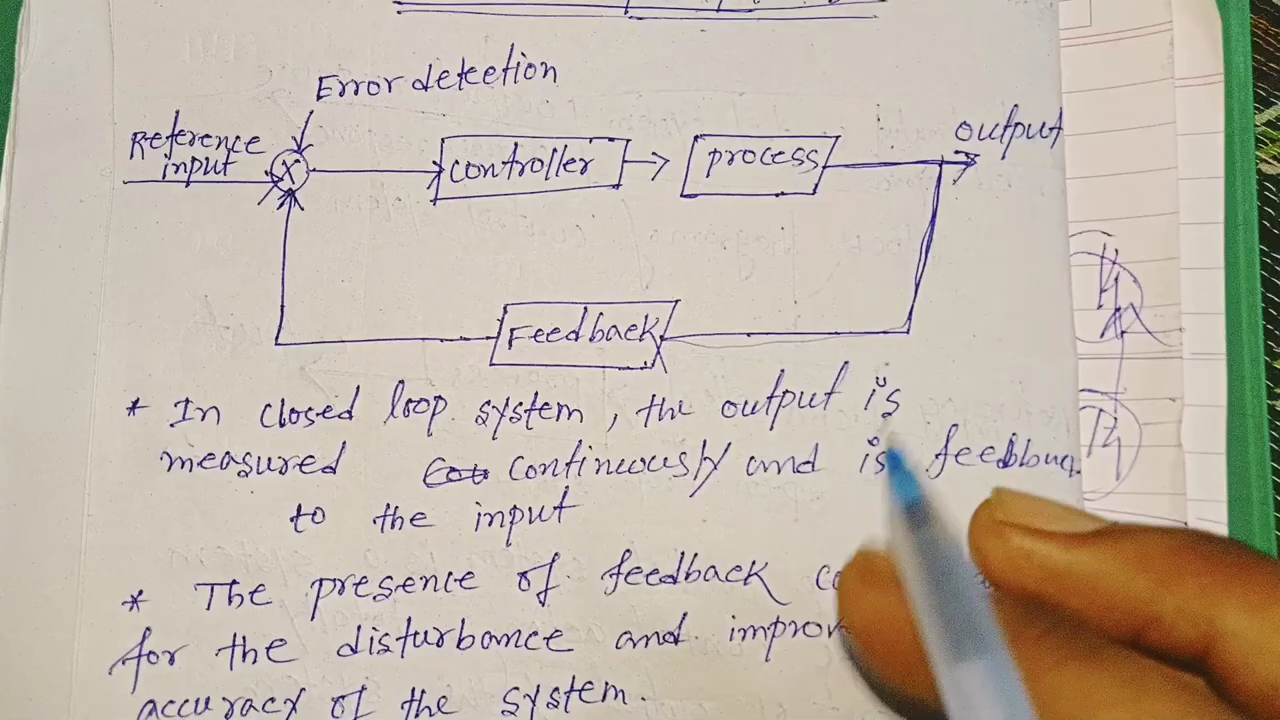 Error detection
Reference
input
X
controller
process
output
Feedback
* In closed loop system, the output is
measured continuously and is feedback
to the input
* The presence of feedback
for the disturbance and
accuracy of the system.